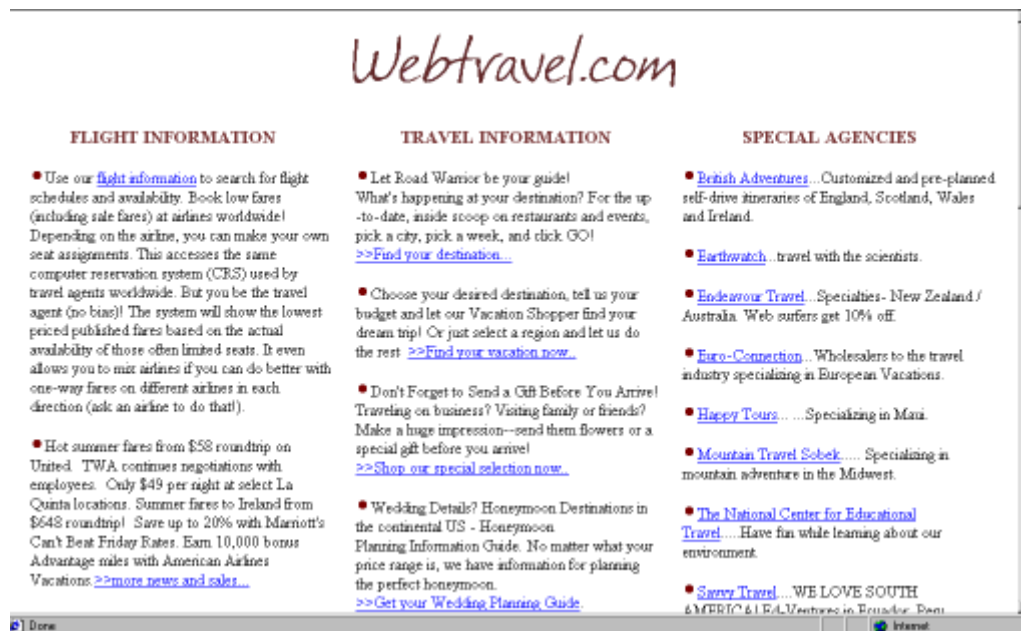 Webtravel.com
FLIGHT INFORMATION
Use our flight information to search for flight
schedules and availability. Book low fares
(including sale fares) at airlines worldwide!
Depending on the airline, you can make your own
seat assignments. This accesses the same
computer reservation system (CRS) used by
travel agents worldwide. But you be the travel
agent (no bias)! The system will show the lowest
priced published fares based on the actual
availability of those often limited seats. It even
allows you to mix airlines if you can do better with
one-way fares on different airlines in each
direction (ask an airline to do that!).
Hot summer fares from $58 roundtrip on
United. TWA continues negotiations with
employees. Only $49 per night at select La
Quinta locations. Summer fares to Ireland from
$648 roundtrip! Save up to 20% with Marriott's
Can't Beat Friday Rates. Earn 10,000 bonus
Advantage miles with American Airlines
Vacations.>>more news and sales...
TRAVEL INFORMATION
Let Road Warrior be your guide!
What's happening at your destination? For the up
-to-date, inside scoop on restaurants and events,
pick a city, pick a week, and click GO!
>>Find your destination...
Choose your desired destination, tell us your
budget and let our Vacation Shopper find your
dream trip! Or just select a region and let us do
the rest >>Find your vacation now...
Don't Forget to Send a Gift Before You Arrive!
Traveling on business? Visiting family or friends?
Make a huge impression--send them flowers or a
special gift before you arrive!
>>Shop our special selection now...
Wedding Details? Honeymoon Destinations in
the continental US - Honeymoon
Planning Information Guide. No matter what your
price range is, we have information for planning
the perfect honeymoon.
>>Get your Wedding Planning Guide.
SPECIAL AGENCIES
British Adventures...Customized and pre-planned
self-drive itineraries of England, Scotland, Wales
and Ireland.
Earthwatch...travel with the scientists.
Endeavour Travel...Specialties- New Zealand /
Australia. Web surfers get 10% off.
Euro-Connection...Wholesalers to the travel
industry specializing in European Vacations.
Happy Tours... ...Specializing in Maui.
Mountain Travel Sobek..... Specializing in
mountain adventure in the Midwest.
The National Center for Educational
Travel.....Have fun while learning about our
environment.
Savvy Travel....WE LOVE SOUTH
AMERICA! Ed-Ventures in Ecuador, Peru
Done
Internet